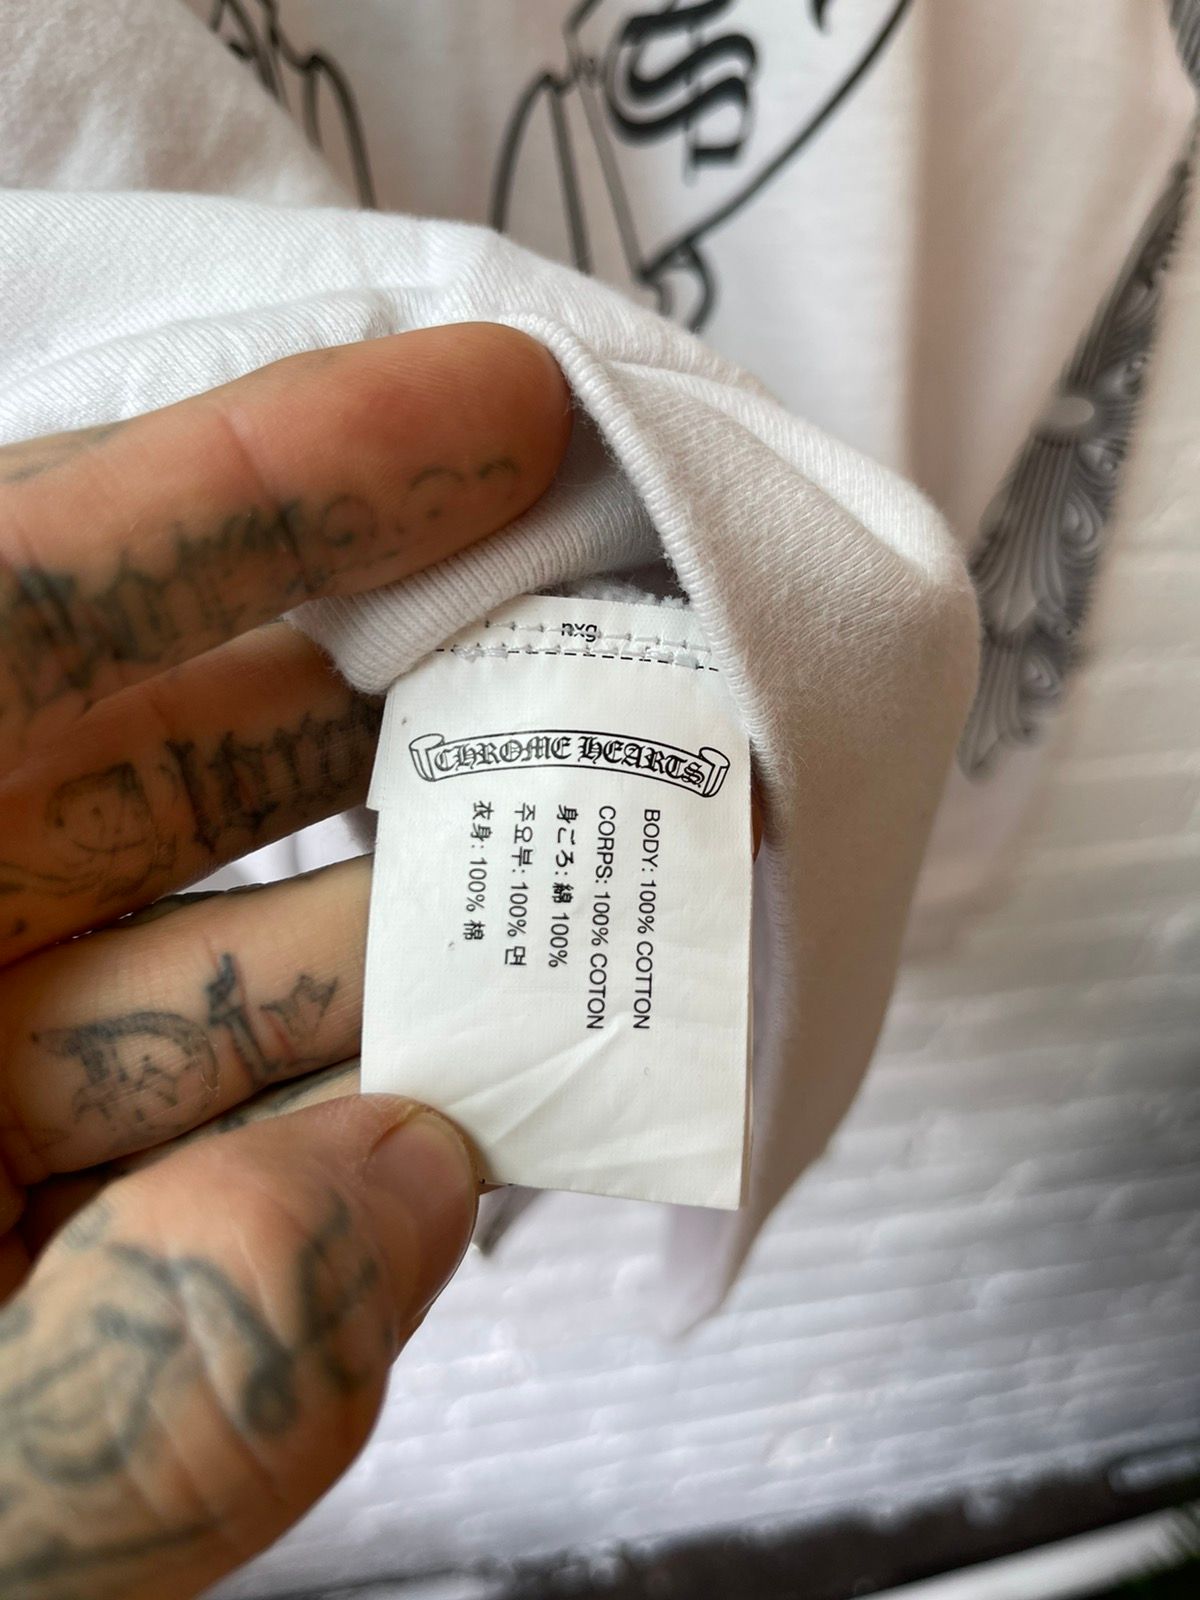 CHROME HEARTS
BODY: 100% COTTON
CORPS: 100% COTON
身ごろ: 綿 100%
주요부: 100% 면
衣身: 100% 棉